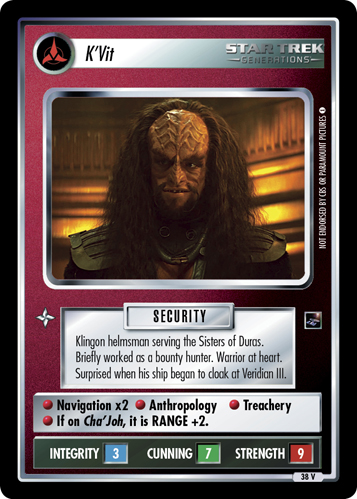 K'Vit
STAR TREK
GENERATIONS
NOT ENDORSED BY CBS OR PARAMOUNT PICTURES
SECURITY
Klingon helmsman serving the Sisters of Duras.
Briefly worked as a bounty hunter. Warrior at heart.
Surprised when his ship began to cloak at Veridian III.
Navigation x2 Anthropology Treachery
If on Cha'Joh, it is RANGE +2.
INTEGRITY 3 CUNNING 7 STRENGTH 9
38 V